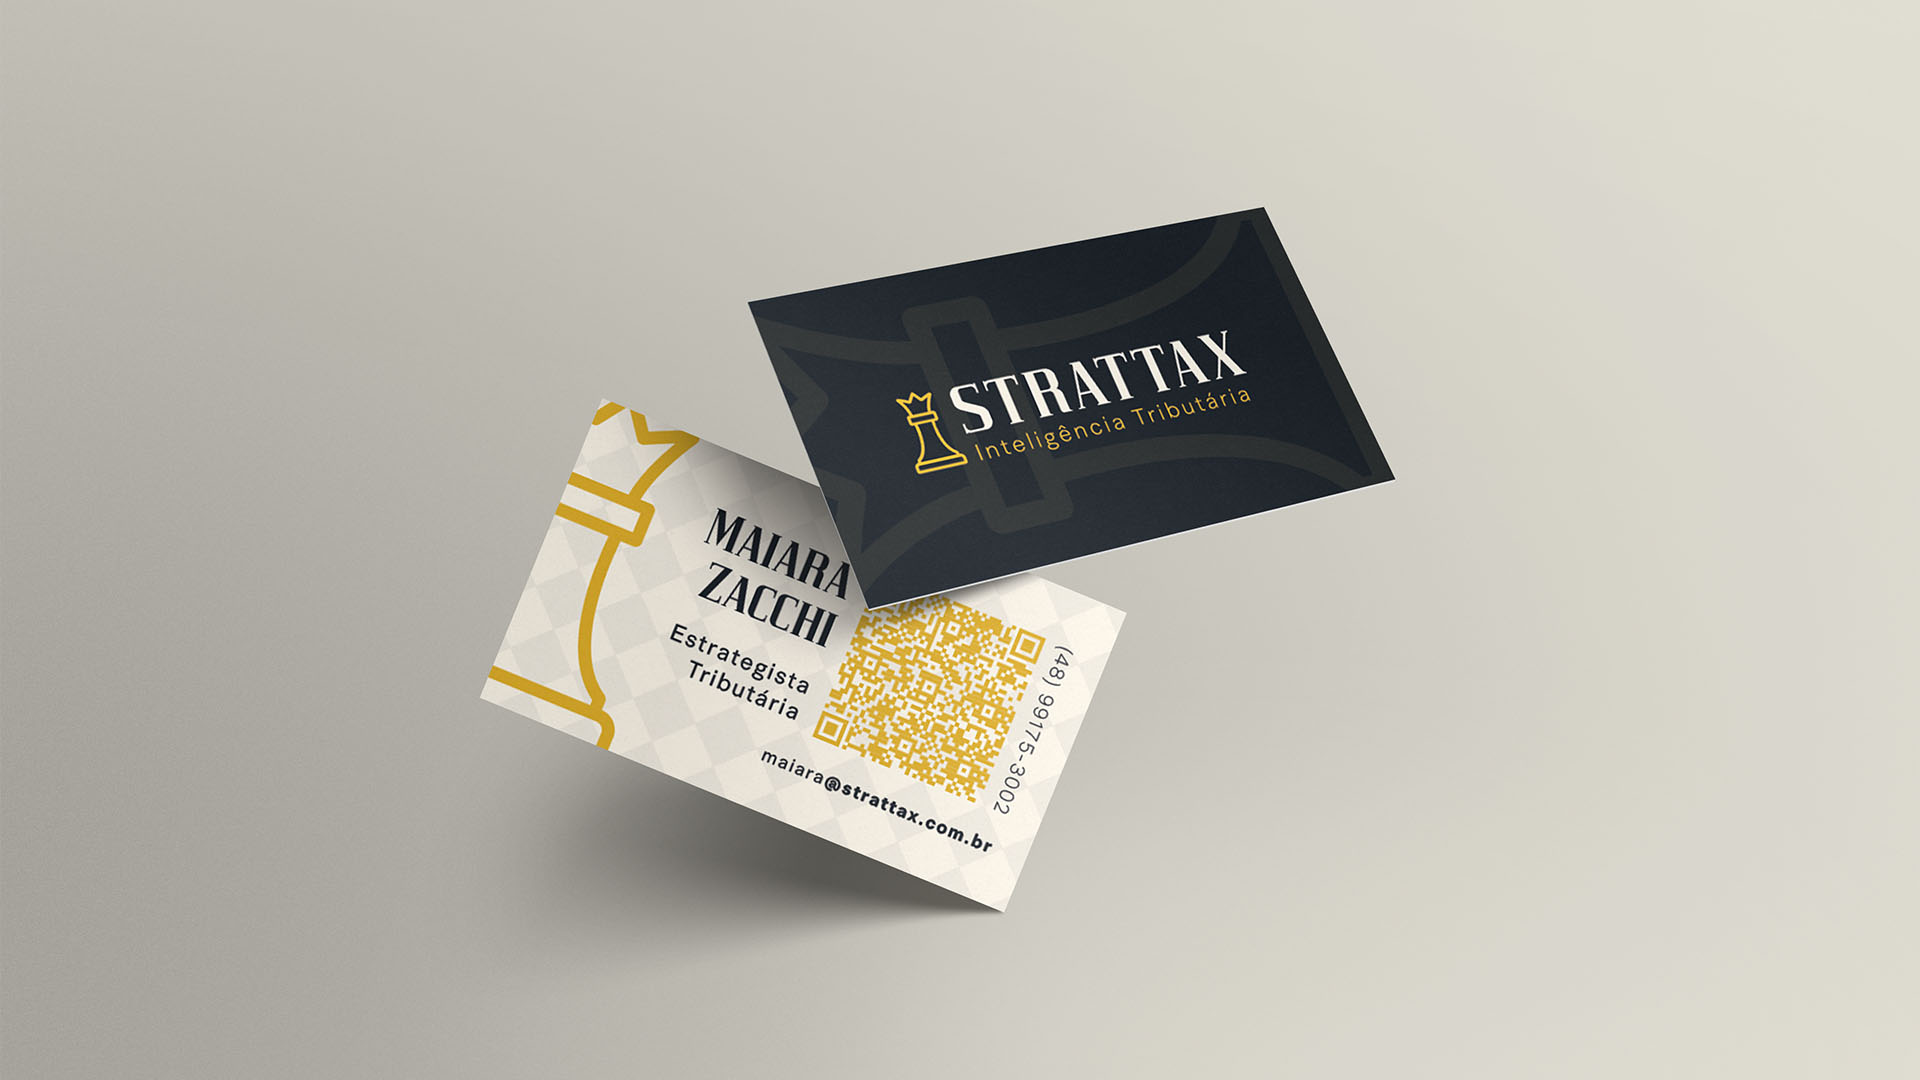 STRATTAX
Inteligência Tributária
MAIARA
ZACCHI
Estrategista
Tributária
maiara@strattax.com.br
(48) 99175-3002